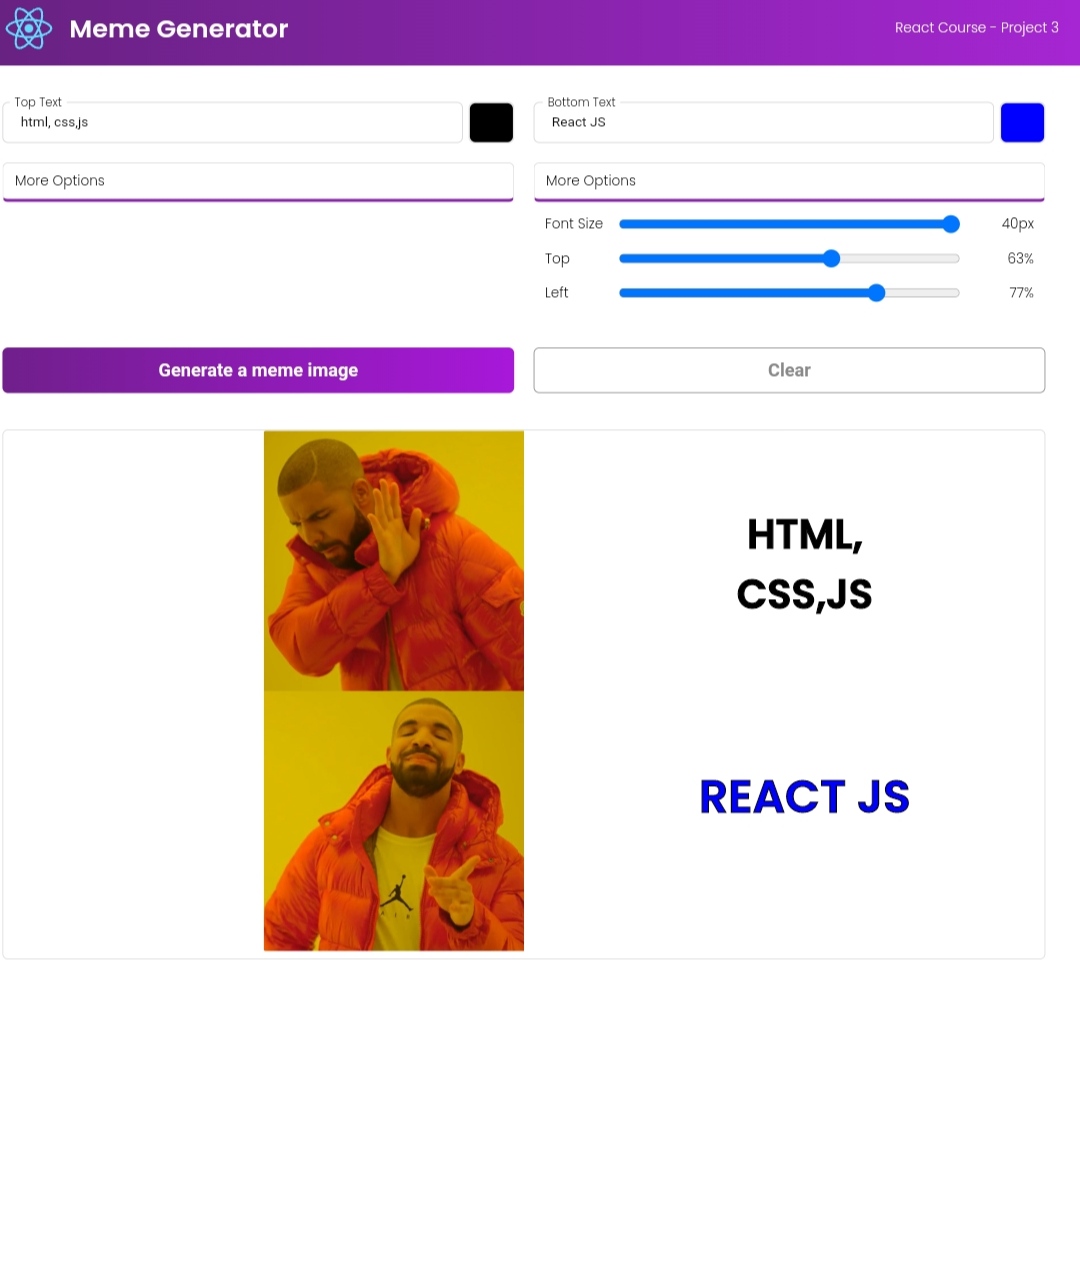 Meme Generator
React Course - Project 3
Top Text
html, css,js
Bottom Text
React JS
More Options
More Options
Font Size
40px
Top
63%
Left
77%
Generate a meme image
Clear
HTML,
CSS,JS
REACT JS